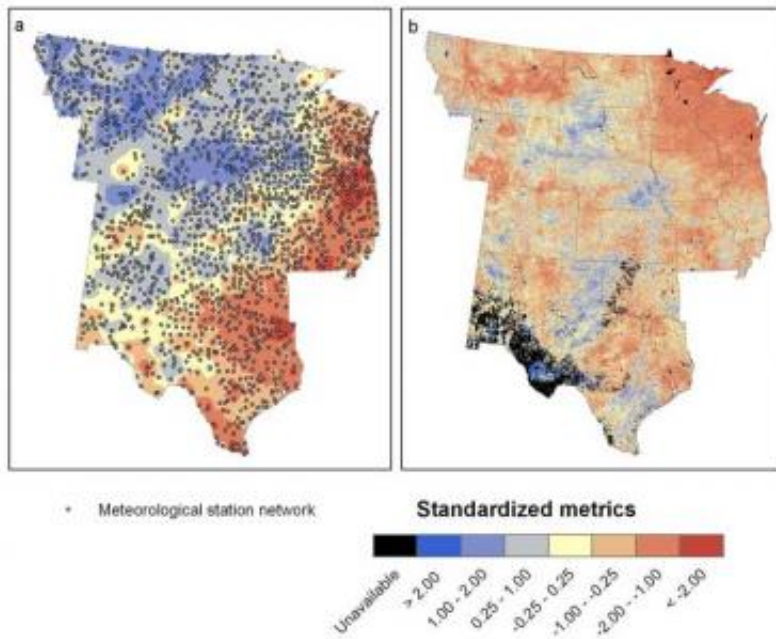 a
b
Meteorological station network
Standardized metrics
Unavailable
> 2.00
1.00 - 2.00
0.25 - 1.00
-0.25 - 0.25
-1.00 - -0.25
-2.00 - -1.00
< -2.00